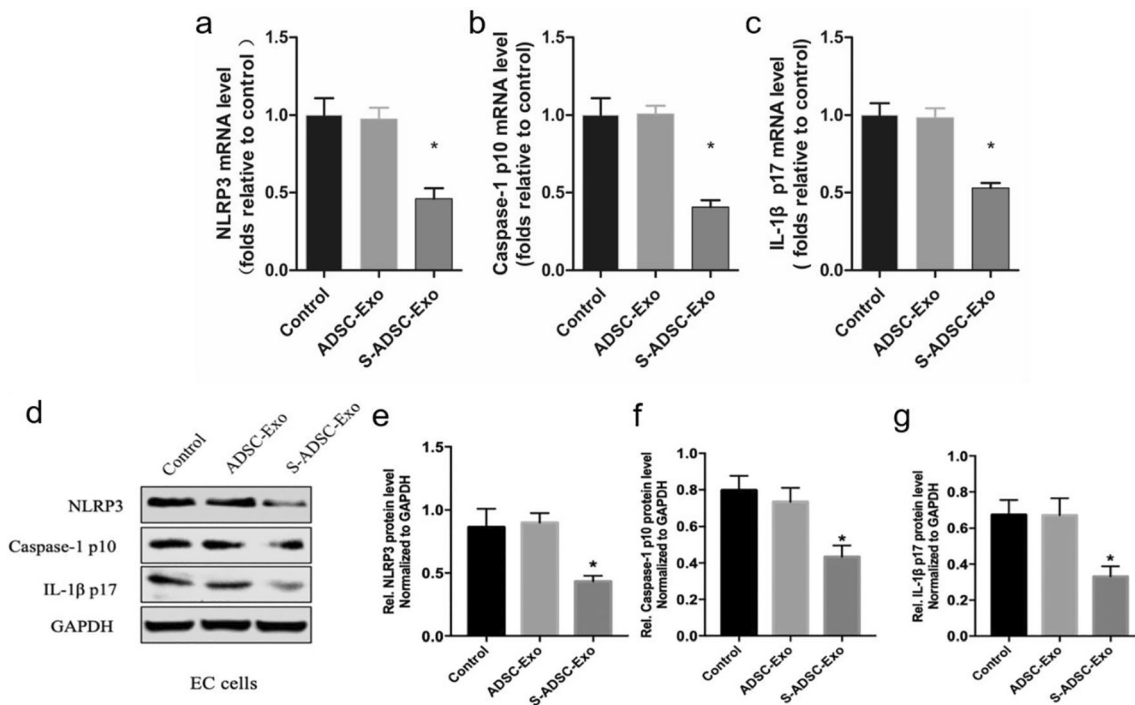 a
NLRP3 mRNA level
(folds relative to control )
1.5
1.0
0.5
0.0
*
Control
ADSC-Exo
S-ADSC-Exo
b
Caspase-1 p10 mRNA level
(folds relative to control)
1.5
1.0
0.5
0.0
*
Control
ADSC-Exo
S-ADSC-Exo
c
IL-1β p17 mRNA level
( folds relative to control)
1.5
1.0
0.5
0.0
*
Control
ADSC-Exo
S-ADSC-Exo
d
Control
ADSC-Exo
S-ADSC-Exo
NLRP3
Caspase-1 p10
IL-1β p17
GAPDH
EC cells
e
Rel. NLRP3 protein level
Normalized to GAPDH
1.5
1.0
0.5
0.0
*
Control
ADSC-Exo
S-ADSC-Exo
f
Rel. Caspase-1 p10 protein level
Normalized to GAPDH
1.0
0.8
0.6
0.4
0.2
0.0
*
Control
ADSC-Exo
S-ADSC-Exo
g
Rel. IL-1β p17 protein level
Normalized to GAPDH
1.0
0.8
0.6
0.4
0.2
0.0
*
Control
ADSC-Exo
S-ADSC-Exo